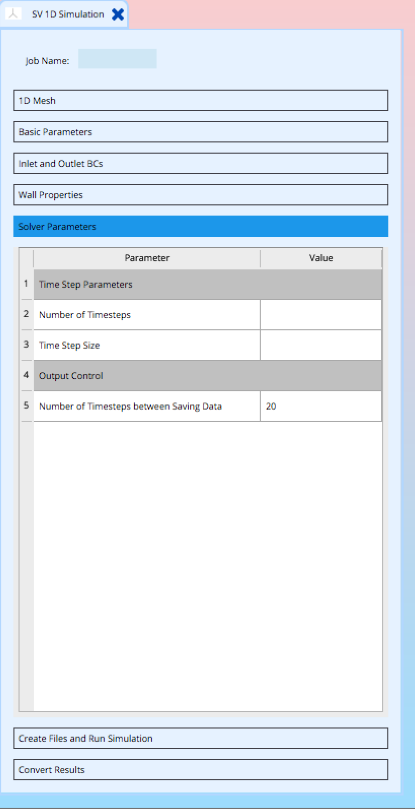 SV 1D Simulation
Job Name:
1D Mesh
Basic Parameters
Inlet and Outlet BCs
Wall Properties
Solver Parameters
Parameter Value
1 Time Step Parameters
2 Number of Timesteps
3 Time Step Size
4 Output Control
5 Number of Timesteps between Saving Data 20
Create Files and Run Simulation
Convert Results